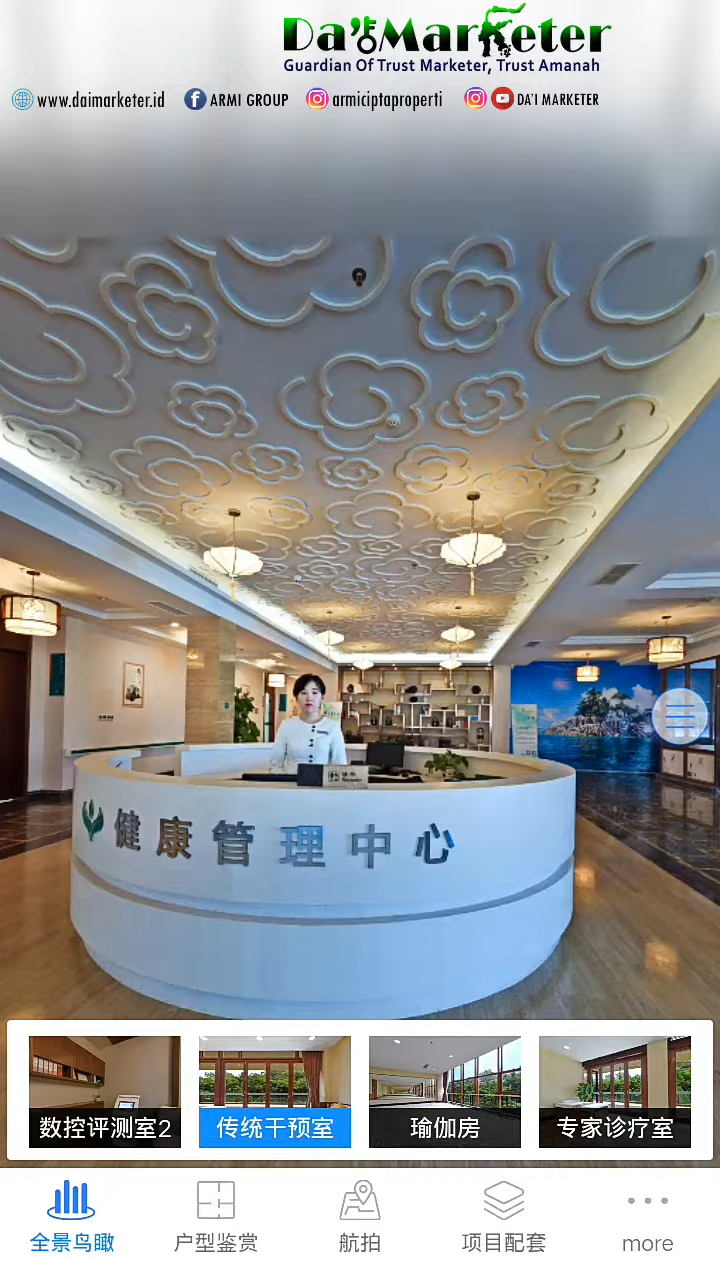 Da'i Marketer
Guardian Of Trust Marketer, Trust Amanah
www.daimarketer.id
ARMI GROUP
armiciptaproperti
DA'I MARKETER
健康管理中心
数控评测室2
传统干预室
瑜伽房
专家诊疗室
全景鸟瞰
户型鉴赏
航拍
项目配套
more